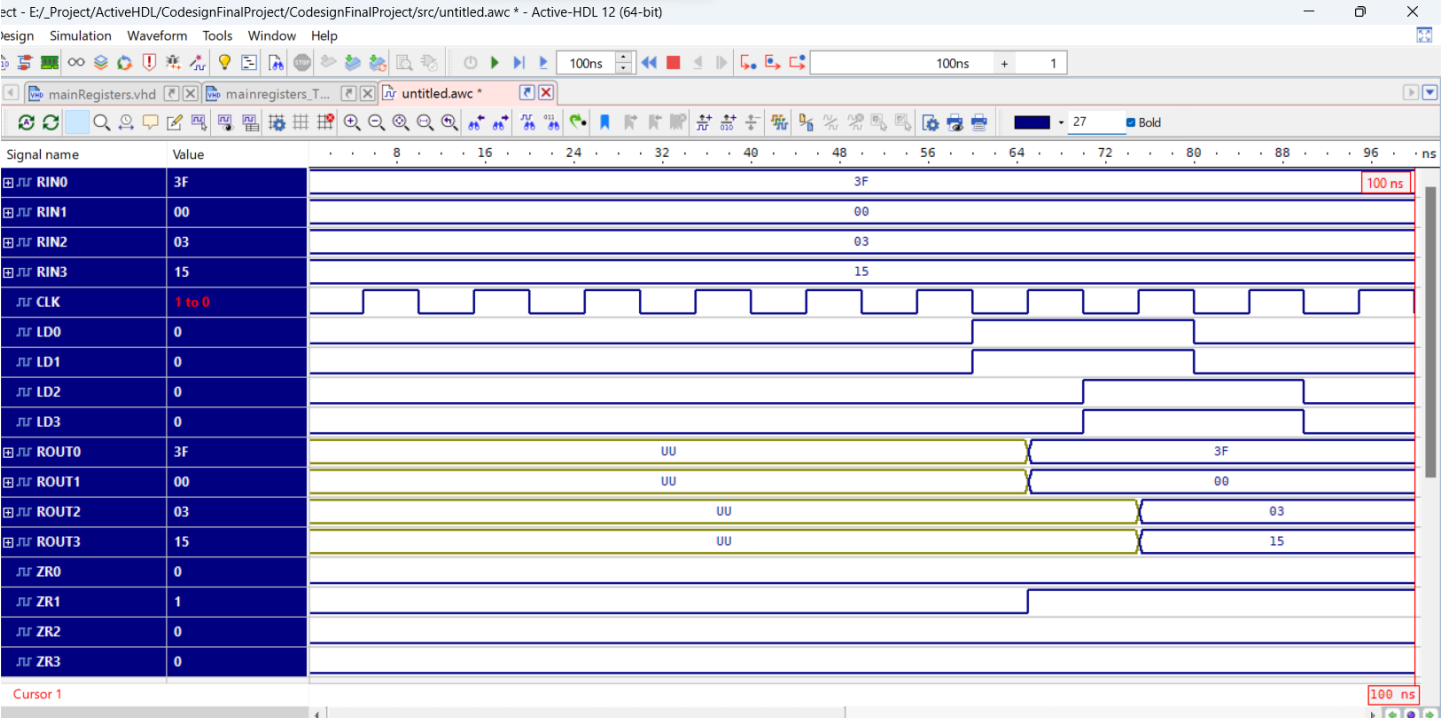 ect - E:/_Project/ActiveHDL/CodesignFinalProject/CodesignFinalProject/src/untitled.awc * - Active-HDL 12 (64-bit)
Design Simulation Waveform Tools Window Help
100ns 100ns + 1
mainRegisters.vhd mainregisters_T... untitled.awc *
27 Bold
Signal name Value 8 16 24 32 40 48 56 64 72 80 88 96 ns
RIN0 3F 3F 100 ns
RIN1 00 00
RIN2 03 03
RIN3 15 15
CLK 1 to 0
LD0 0
LD1 0
LD2 0
LD3 0
ROUT0 3F UU 3F
ROUT1 00 UU 00
ROUT2 03 UU 03
ROUT3 15 UU 15
ZR0 0
ZR1 1
ZR2 0
ZR3 0
Cursor 1 100 ns